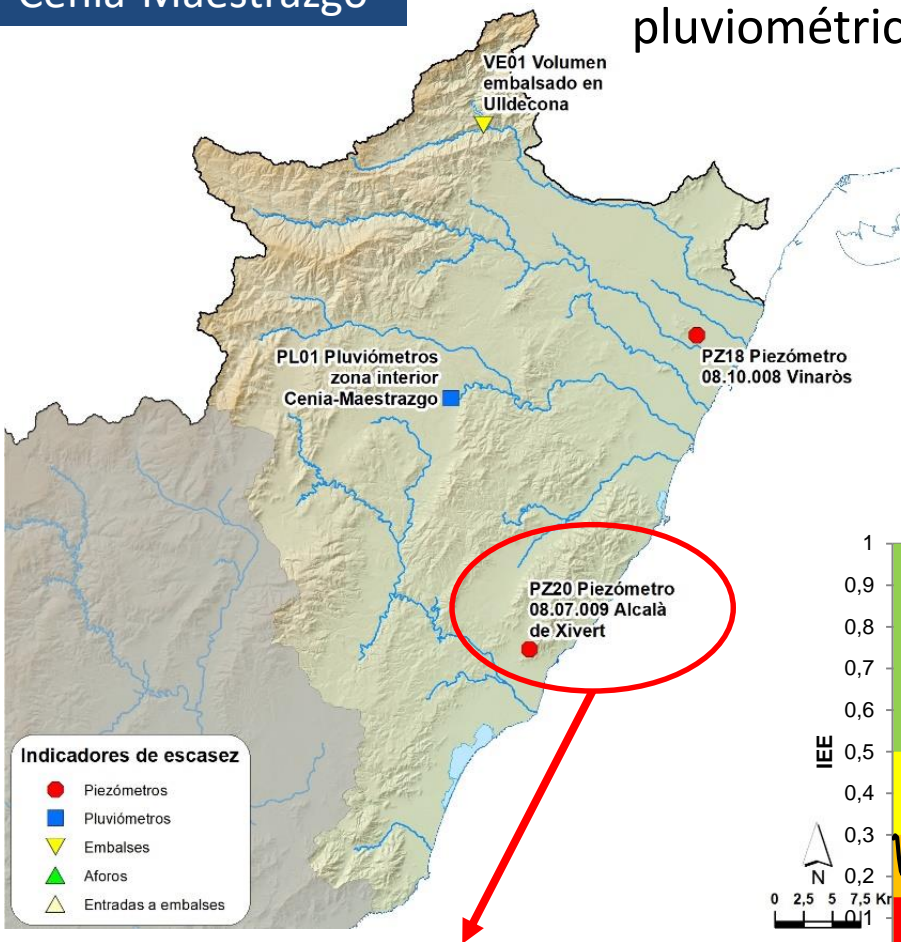 Cenia-Maestrazgo
pluviométric
VE01 Volumen
embalsado en
Ulldecona
PL01 Pluviómetros
zona interior
Cenia-Maestrazgo
PZ18 Piezómetro
08.10.008 Vinaròs
PZ20 Piezómetro
08.07.009 Alcalà
de Xivert
Indicadores de escasez
Piezómetros
Pluviómetros
Embalses
Aforos
Entradas a embalses
N
0 2,5 5 7,5 Km
IEE
1
0,9
0,8
0,7
0,6
0,5
0,4
0,3
0,2
0,1